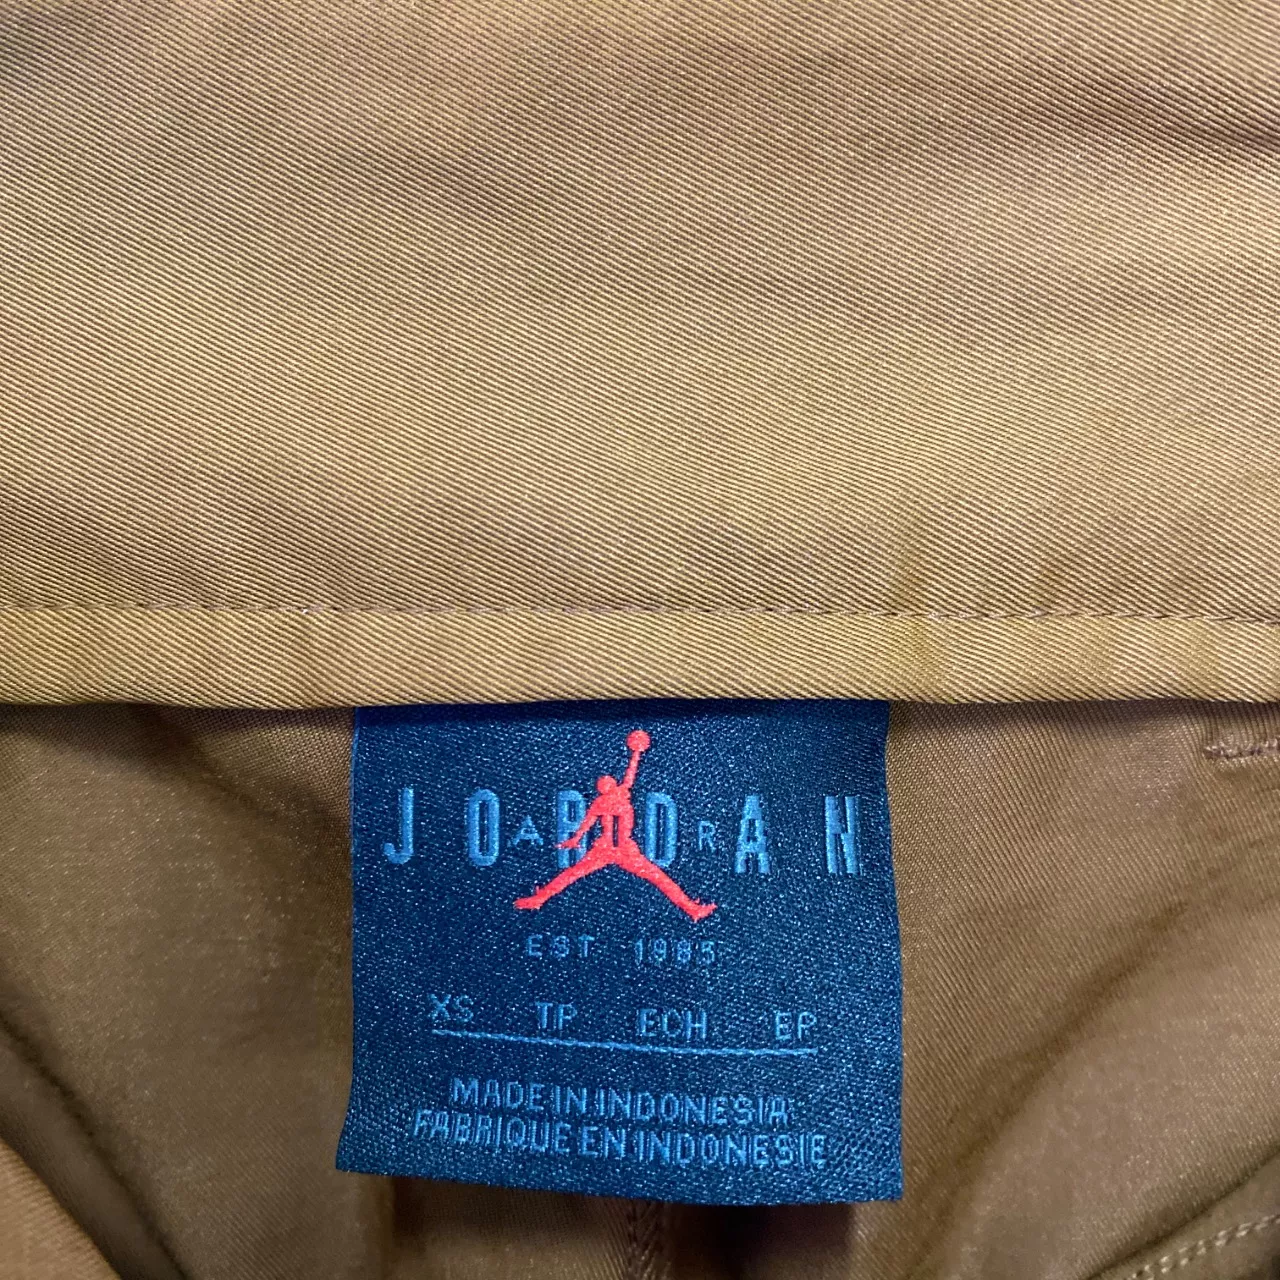 JORDAN
AIR
EST 1985
XS TP ECH EP
MADE IN INDONESIA
FABRIQUE EN INDONESIE